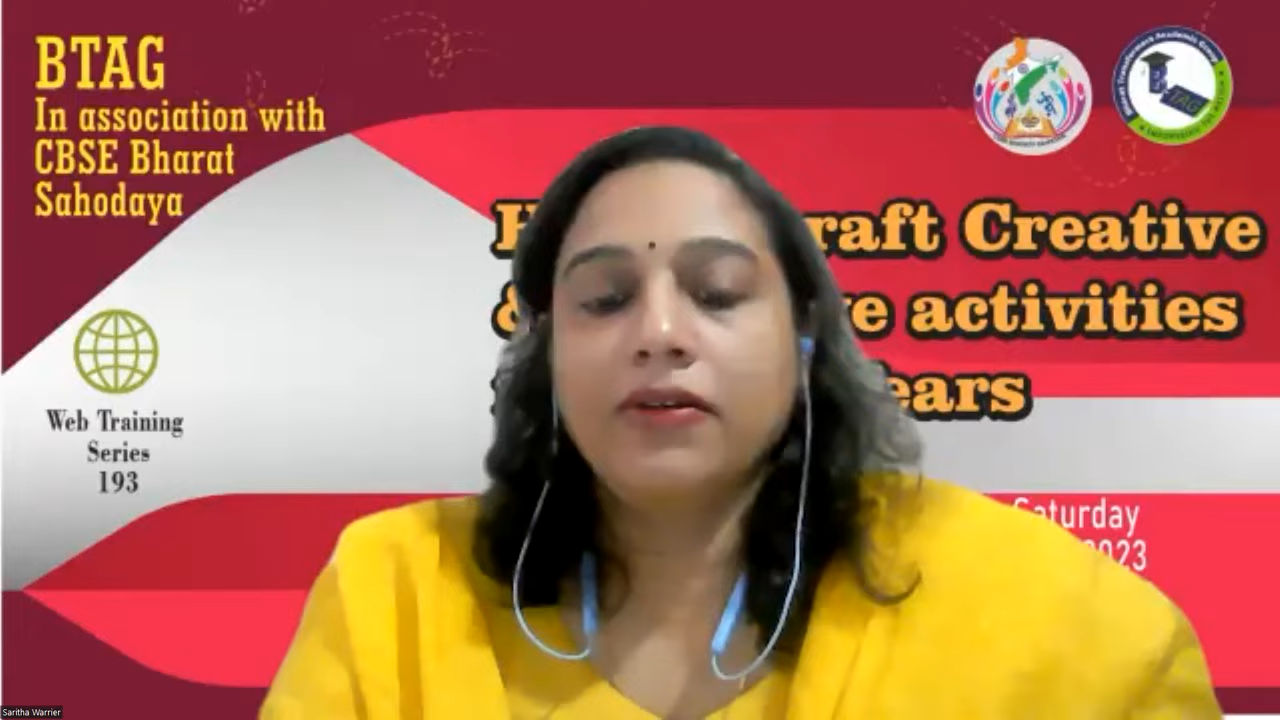 BTAG
In association with
CBSE Bharat
Sahodaya
raft Creative
& e activities
ears
Web Training
Series
193
Saturday
2023
Saritha Warrier